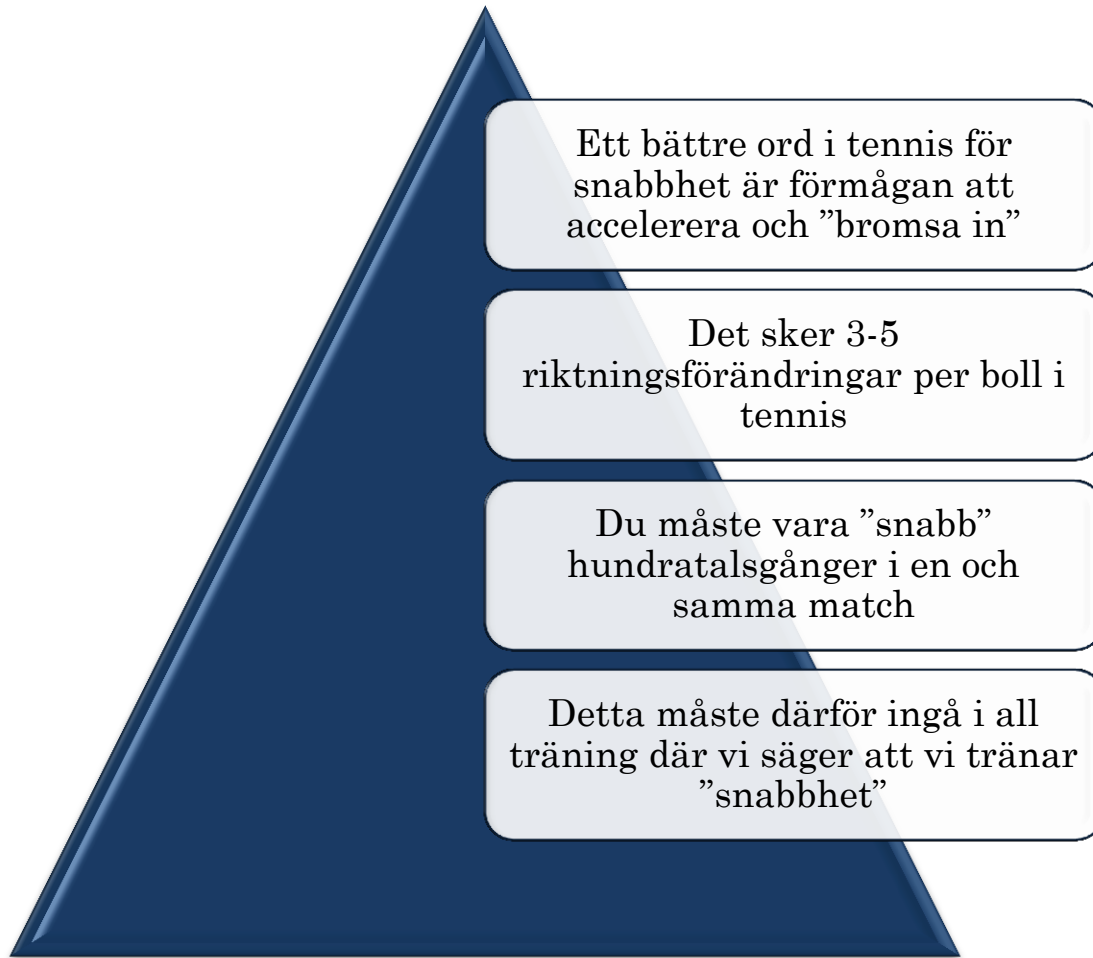 Ett bättre ord i tennis för
snabbhet är förmågan att
accelerera och ”bromsa in”
Det sker 3-5
riktningsförändringar per boll i
tennis
Du måste vara ”snabb”
hundratalsgånger i en och
samma match
Detta måste därför ingå i all
träning där vi säger att vi tränar
”snabbhet”